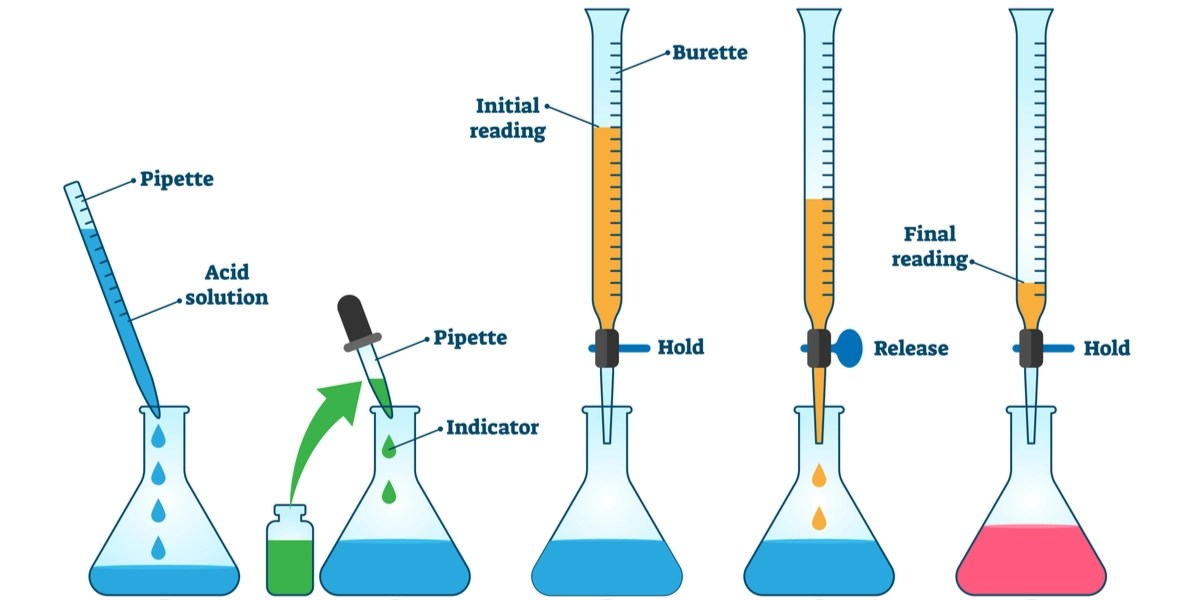 Pipette
Acid
solution
Pipette
Indicator
Initial
reading
Burette
Hold
Release
Final
reading
Hold